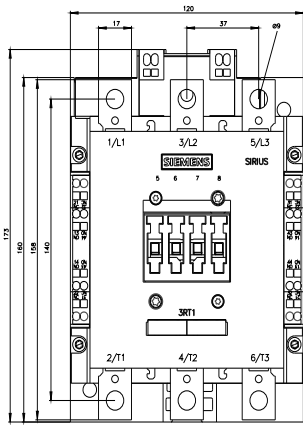 120
17
37
ø9
1/L1
3/L2
5/L3
SIEMENS
SIRIUS
5
6
7
8
173
160
158
140
3RT1
2/T1
4/T2
6/T3